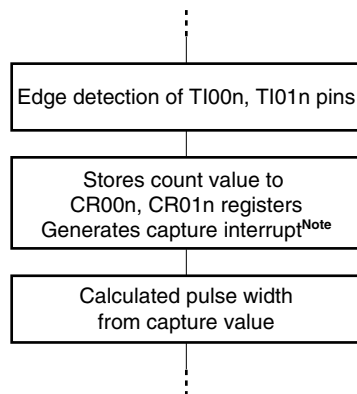 Edge detection of TI00n, TI01n pins
Stores count value to
CR00n, CR01n registers
Generates capture interruptNote
Calculated pulse width
from capture value